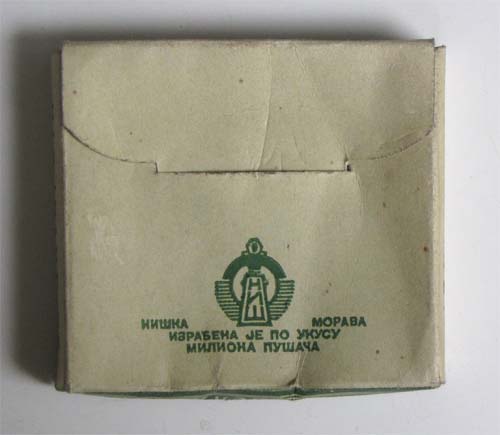 НИШКА МОРАВА
ИЗРАЂЕНА ЈЕ ПО УКУСУ
МИЛИОНА ПУШАЧА